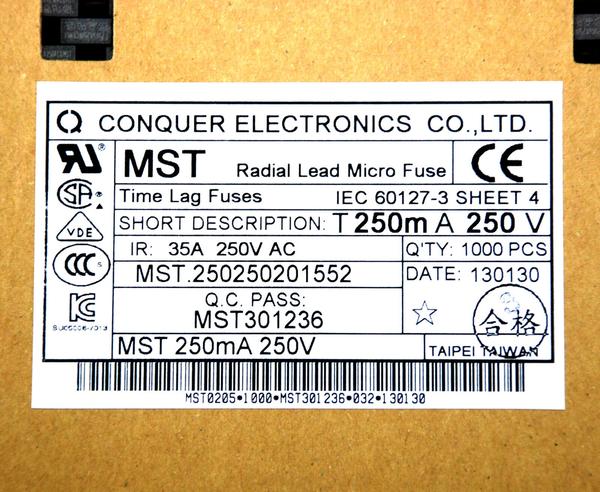 CONQUER ELECTRONICS CO.,LTD.
MST Radial Lead Micro Fuse
Time Lag Fuses IEC 60127-3 SHEET 4
SHORT DESCRIPTION: T 250m A 250 V
IR: 35A 250V AC Q'TY: 1000 PCS
MST.250250201552 DATE: 130130
Q.C. PASS:
MST301236
合格
MST 250mA 250V TAIPEI TAIWAN
VDE
MST0205•1000•MST301236•032•130130